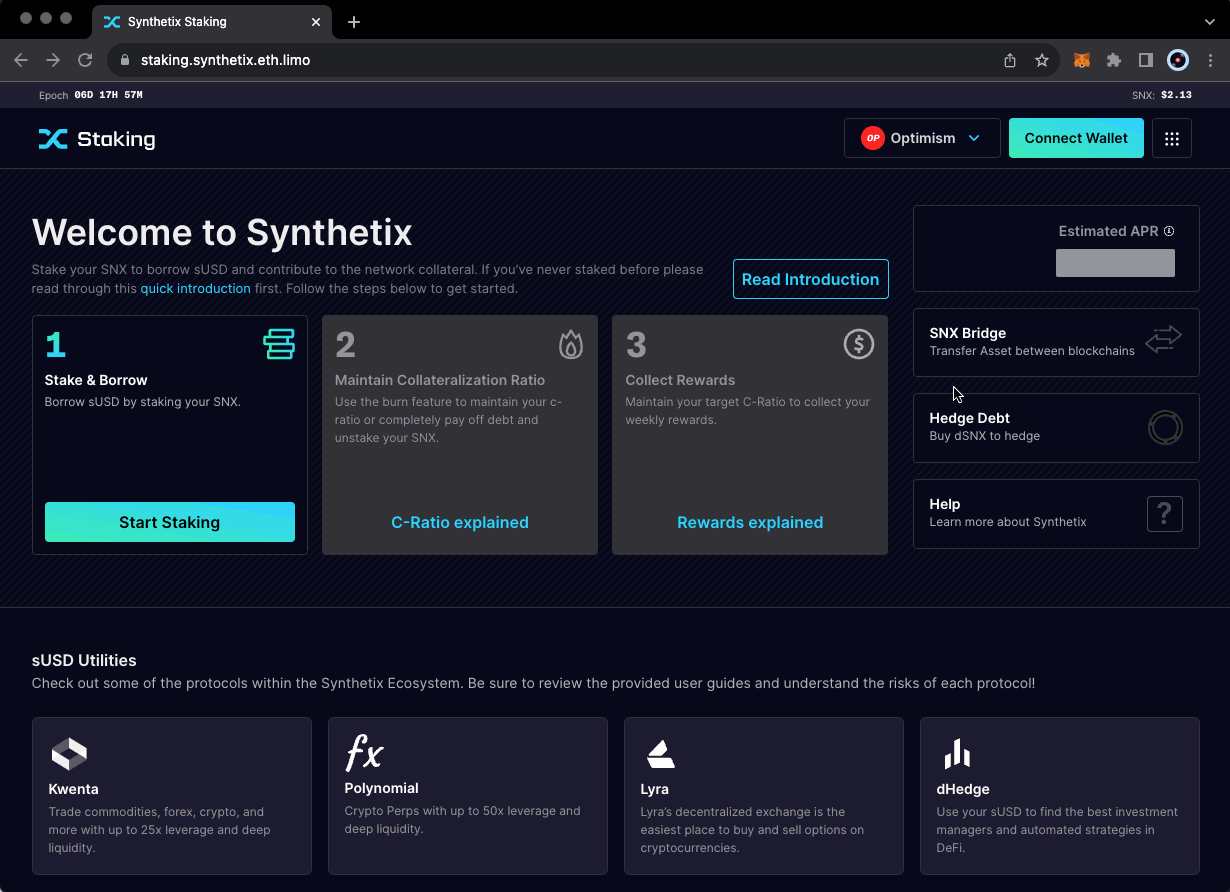 Synthetix Staking
staking.synthetix.eth.limo
Epoch 06D 17H 57M
SNX: $2.13
Staking
OP Optimism
Connect Wallet
Welcome to Synthetix
Stake your SNX to borrow sUSD and contribute to the network collateral. If you've never staked before please
read through this quick introduction first. Follow the steps below to get started.
Read Introduction
Estimated APR
1
Stake & Borrow
Borrow sUSD by staking your SNX.
Start Staking
2
Maintain Collateralization Ratio
Use the burn feature to maintain your c-
ratio or completely pay off debt and
unstake your SNX.
C-Ratio explained
3
$
Collect Rewards
Maintain your target C-Ratio to collect your
weekly rewards.
Rewards explained
SNX Bridge
Transfer Asset between blockchains
Hedge Debt
Buy dSNX to hedge
Help
Learn more about Synthetix
?
sUSD Utilities
Check out some of the protocols within the Synthetix Ecosystem. Be sure to review the provided user guides and understand the risks of each protocol!
Kwenta
Trade commodities, forex, crypto, and
more with up to 25x leverage and deep
liquidity.
fx
Polynomial
Crypto Perps with up to 50x leverage and
deep liquidity.
Lyra
Lyra's decentralized exchange is the
easiest place to buy and sell options on
cryptocurrencies.
dHedge
Use your sUSD to find the best investment
managers and automated strategies in
DeFi.